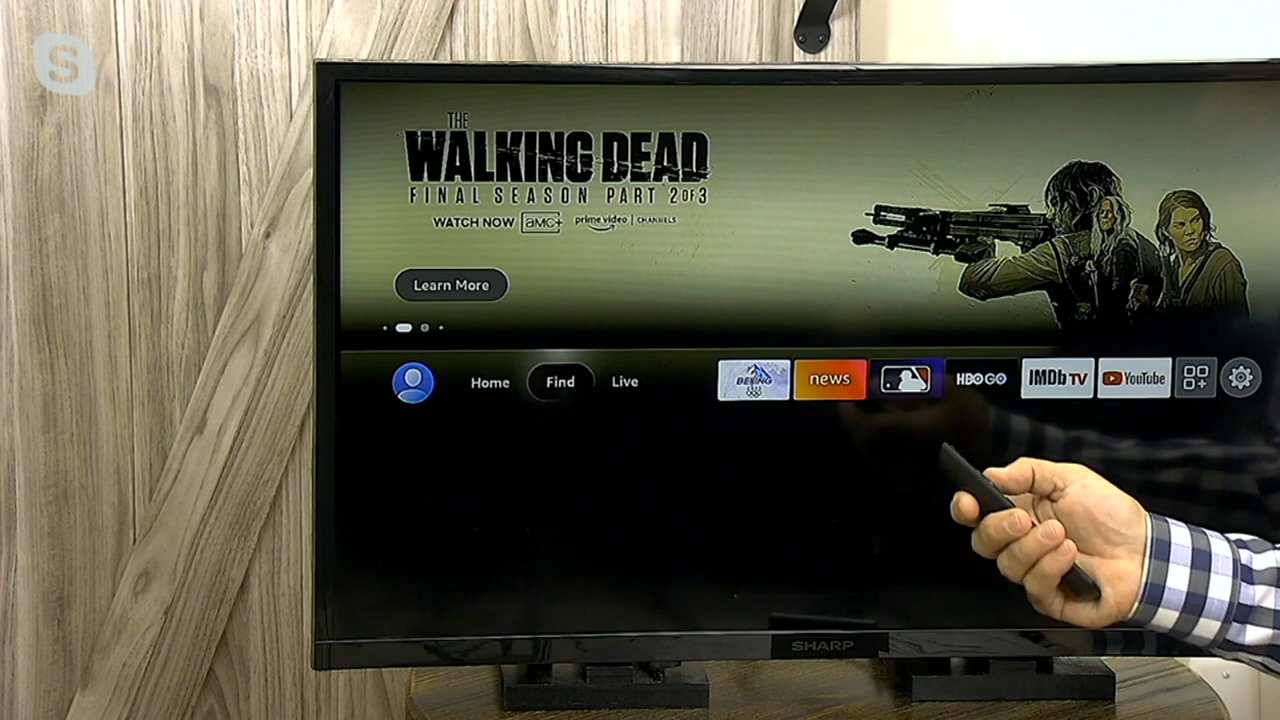 S
THE
WALKING DEAD
FINAL SEASON PART 2 OF 3
WATCH NOW amc+ prime video | CHANNELS
Learn More
Home Find Live BEIJING news HBO GO IMDb TV YouTube
SHARP